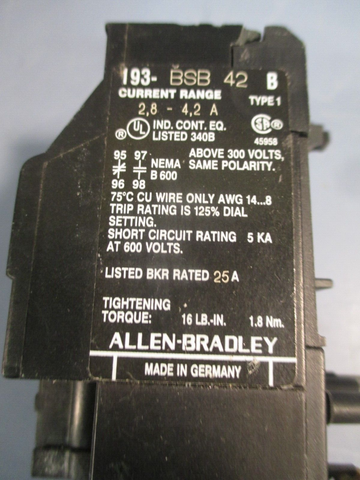 193- BSB 42 B
CURRENT RANGE
2,8 - 4,2 A TYPE 1
UL IND. CONT. EQ. SA
LISTED 340B 45958
95 97 ABOVE 300 VOLTS,
NEMA SAME POLARITY.
B 600
96 98
75°C CU WIRE ONLY AWG 14...8
TRIP RATING IS 125% DIAL
SETTING.
SHORT CIRCUIT RATING 5 KA
AT 600 VOLTS.
LISTED BKR RATED 25 A
TIGHTENING
TORQUE: 16 LB.-IN. 1.8 Nm.
ALLEN-BRADLEY
MADE IN GERMANY